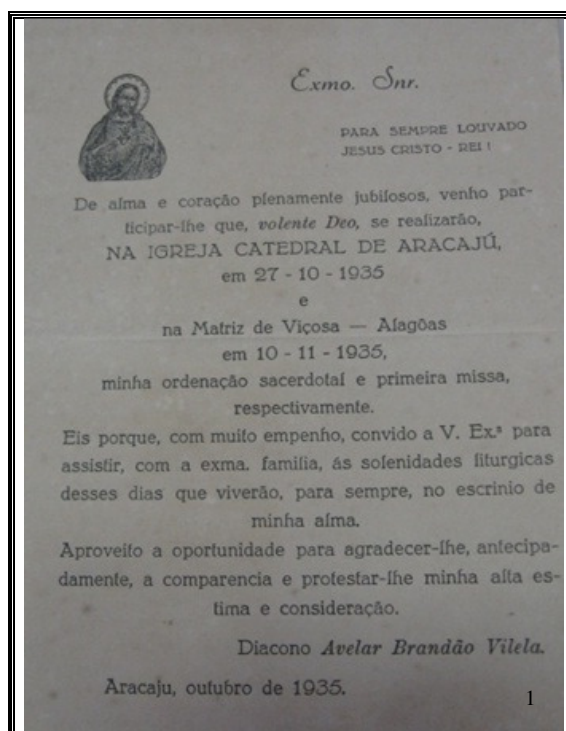 Exmo. Snr.
PARA SEMPRE LOUVADO
JESUS CRISTO - REI !
De alma e coração plenamente jubilosos, venho par-
ticipar-lhe que, volente Deo, se realizarão,
NA IGREJA CATEDRAL DE ARACAJÚ,
em 27 - 10 - 1935
e
na Matriz de Viçosa — Alagôas
em 10 - 11 - 1935,
minha ordenação sacerdotal e primeira missa,
respectivamente.
Eis porque, com muito empenho, convido a V. Ex.ª para
assistir, com a exma. familia, ás solenidades liturgicas
desses dias que viverão, para sempre, no escrinio de
minha alma.
Aproveito a oportunidade para agradecer-lhe, antecipa-
damente, a comparencia e protestar-lhe minha alta es-
tima e consideração.
Diacono Avelar Brandão Vilela.
Aracaju, outubro de 1935.
1